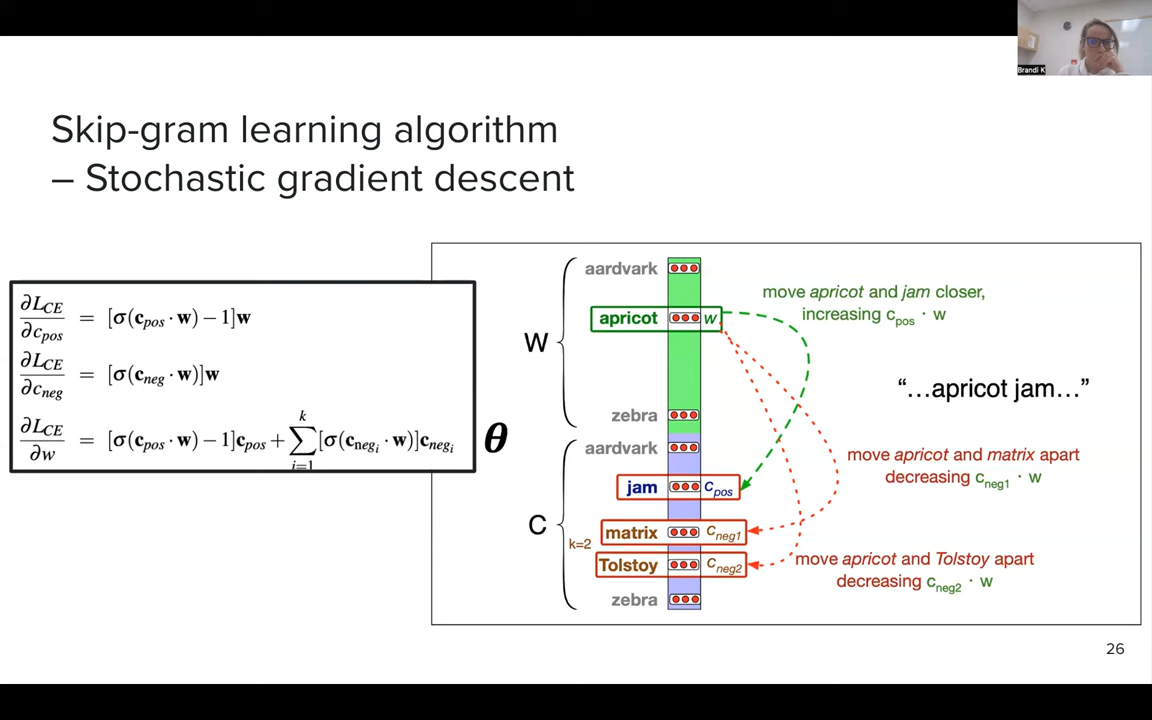 Brandi K
Skip-gram learning algorithm
– Stochastic gradient descent
∂L_CE/∂c_pos = [σ(c_pos · w) − 1]w
∂L_CE/∂c_neg = [σ(c_neg · w)]w
∂L_CE/∂w = [σ(c_pos · w) − 1]c_pos + ∑_{i=1}^{k} [σ(c_neg_i · w)]c_neg_i
θ
W
aardvark
apricot w
zebra
C
aardvark
jam c_pos
k=2
matrix c_neg1
Tolstoy c_neg2
zebra
move apricot and jam closer,
increasing c_pos · w
“…apricot jam…”
move apricot and matrix apart
decreasing c_neg1 · w
move apricot and Tolstoy apart
decreasing c_neg2 · w
26